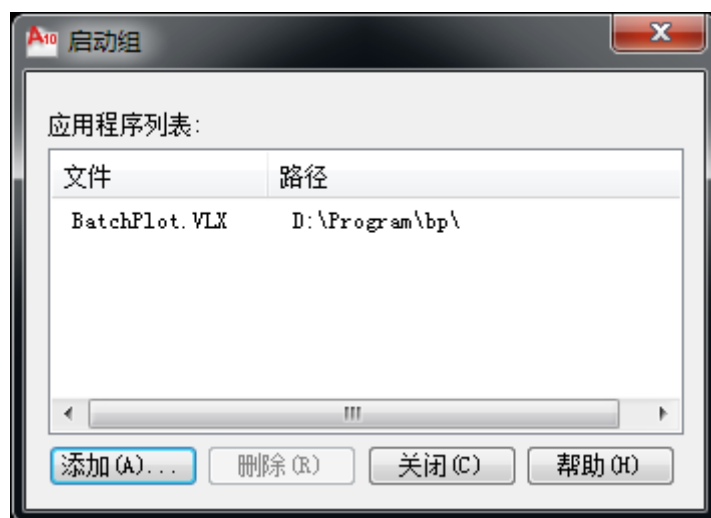 A10 启动组
应用程序列表:
文件 路径
BatchPlot.VLX D:\Program\bp\
添加(A)... 删除(R) 关闭(C) 帮助(H)